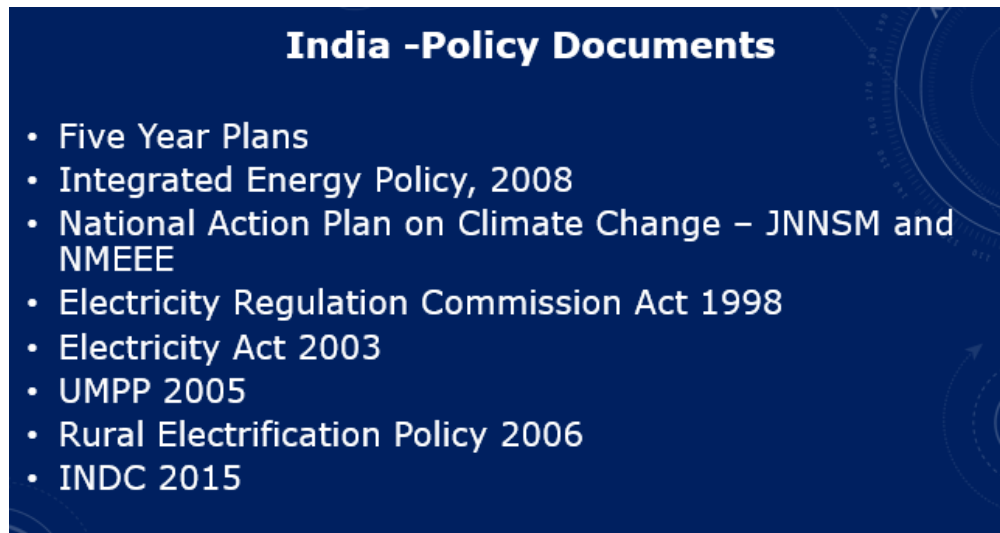 India -Policy Documents
• Five Year Plans
• Integrated Energy Policy, 2008
• National Action Plan on Climate Change – JNNSM and
NMEEE
• Electricity Regulation Commission Act 1998
• Electricity Act 2003
• UMPP 2005
• Rural Electrification Policy 2006
• INDC 2015